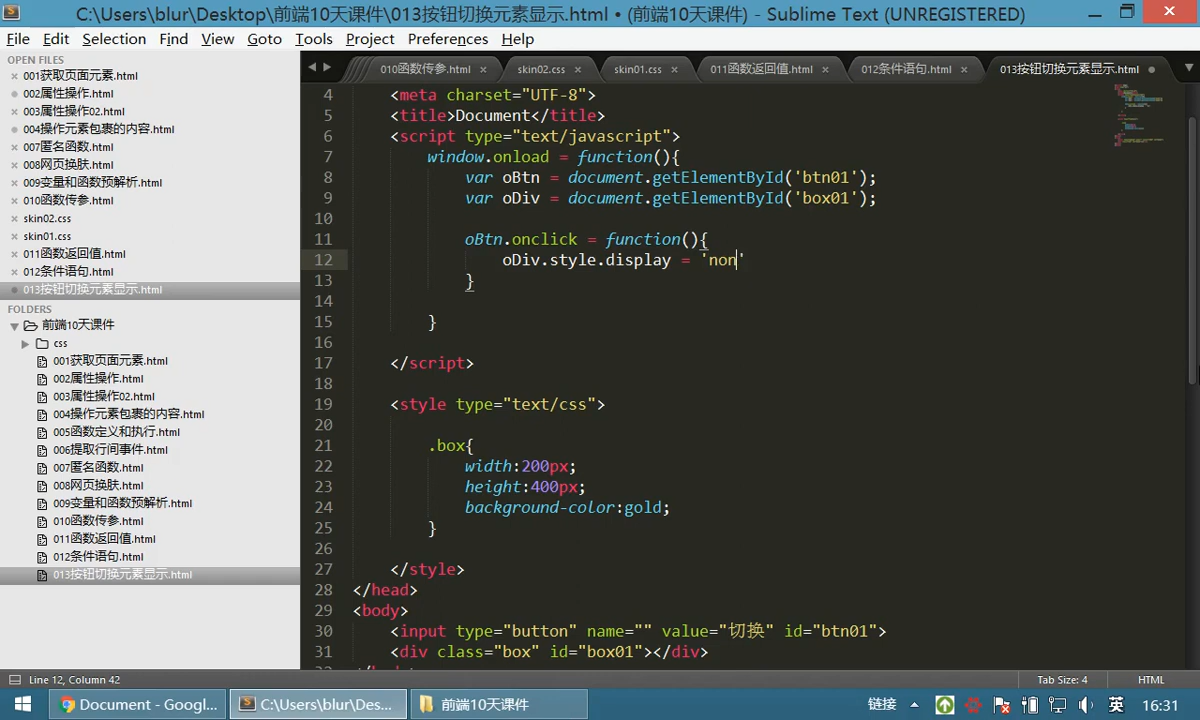 C:\Users\blur\Desktop\前端10天课件\013按钮切换元素显示.html • (前端10天课件) - Sublime Text (UNREGISTERED)
File Edit Selection Find View Goto Tools Project Preferences Help
OPEN FILES
001获取页面元素.html
002属性操作.html
003属性操作02.html
004操作元素包裹的内容.html
007匿名函数.html
008网页换肤.html
009变量和函数预解析.html
010函数传参.html
skin02.css
skin01.css
011函数返回值.html
012条件语句.html
013按钮切换元素显示.html
FOLDERS
前端10天课件
css
001获取页面元素.html
002属性操作.html
003属性操作02.html
004操作元素包裹的内容.html
005函数定义和执行.html
006提取行间事件.html
007匿名函数.html
008网页换肤.html
009变量和函数预解析.html
010函数传参.html
011函数返回值.html
012条件语句.html
013按钮切换元素显示.html
010函数传参.html skin02.css skin01.css 011函数返回值.html 012条件语句.html 013按钮切换元素显示.html
4 <meta charset="UTF-8">
5 <title>Document</title>
6 <script type="text/javascript">
7 window.onload = function(){
8 var oBtn = document.getElementById('btn01');
9 var oDiv = document.getElementById('box01');
10
11 oBtn.onclick = function(){
12 oDiv.style.display = 'non'
13 }
14
15 }
16
17 </script>
18
19 <style type="text/css">
20
21 .box{
22 width:200px;
23 height:400px;
24 background-color:gold;
25 }
26
27 </style>
28 </head>
29 <body>
30 <input type="button" name="" value="切换" id="btn01">
31 <div class="box" id="box01"></div>
Line 12, Column 42 Tab Size: 4 HTML
Document - Googl... C:\Users\blur\Des... 前端10天课件 链接 英 16:31